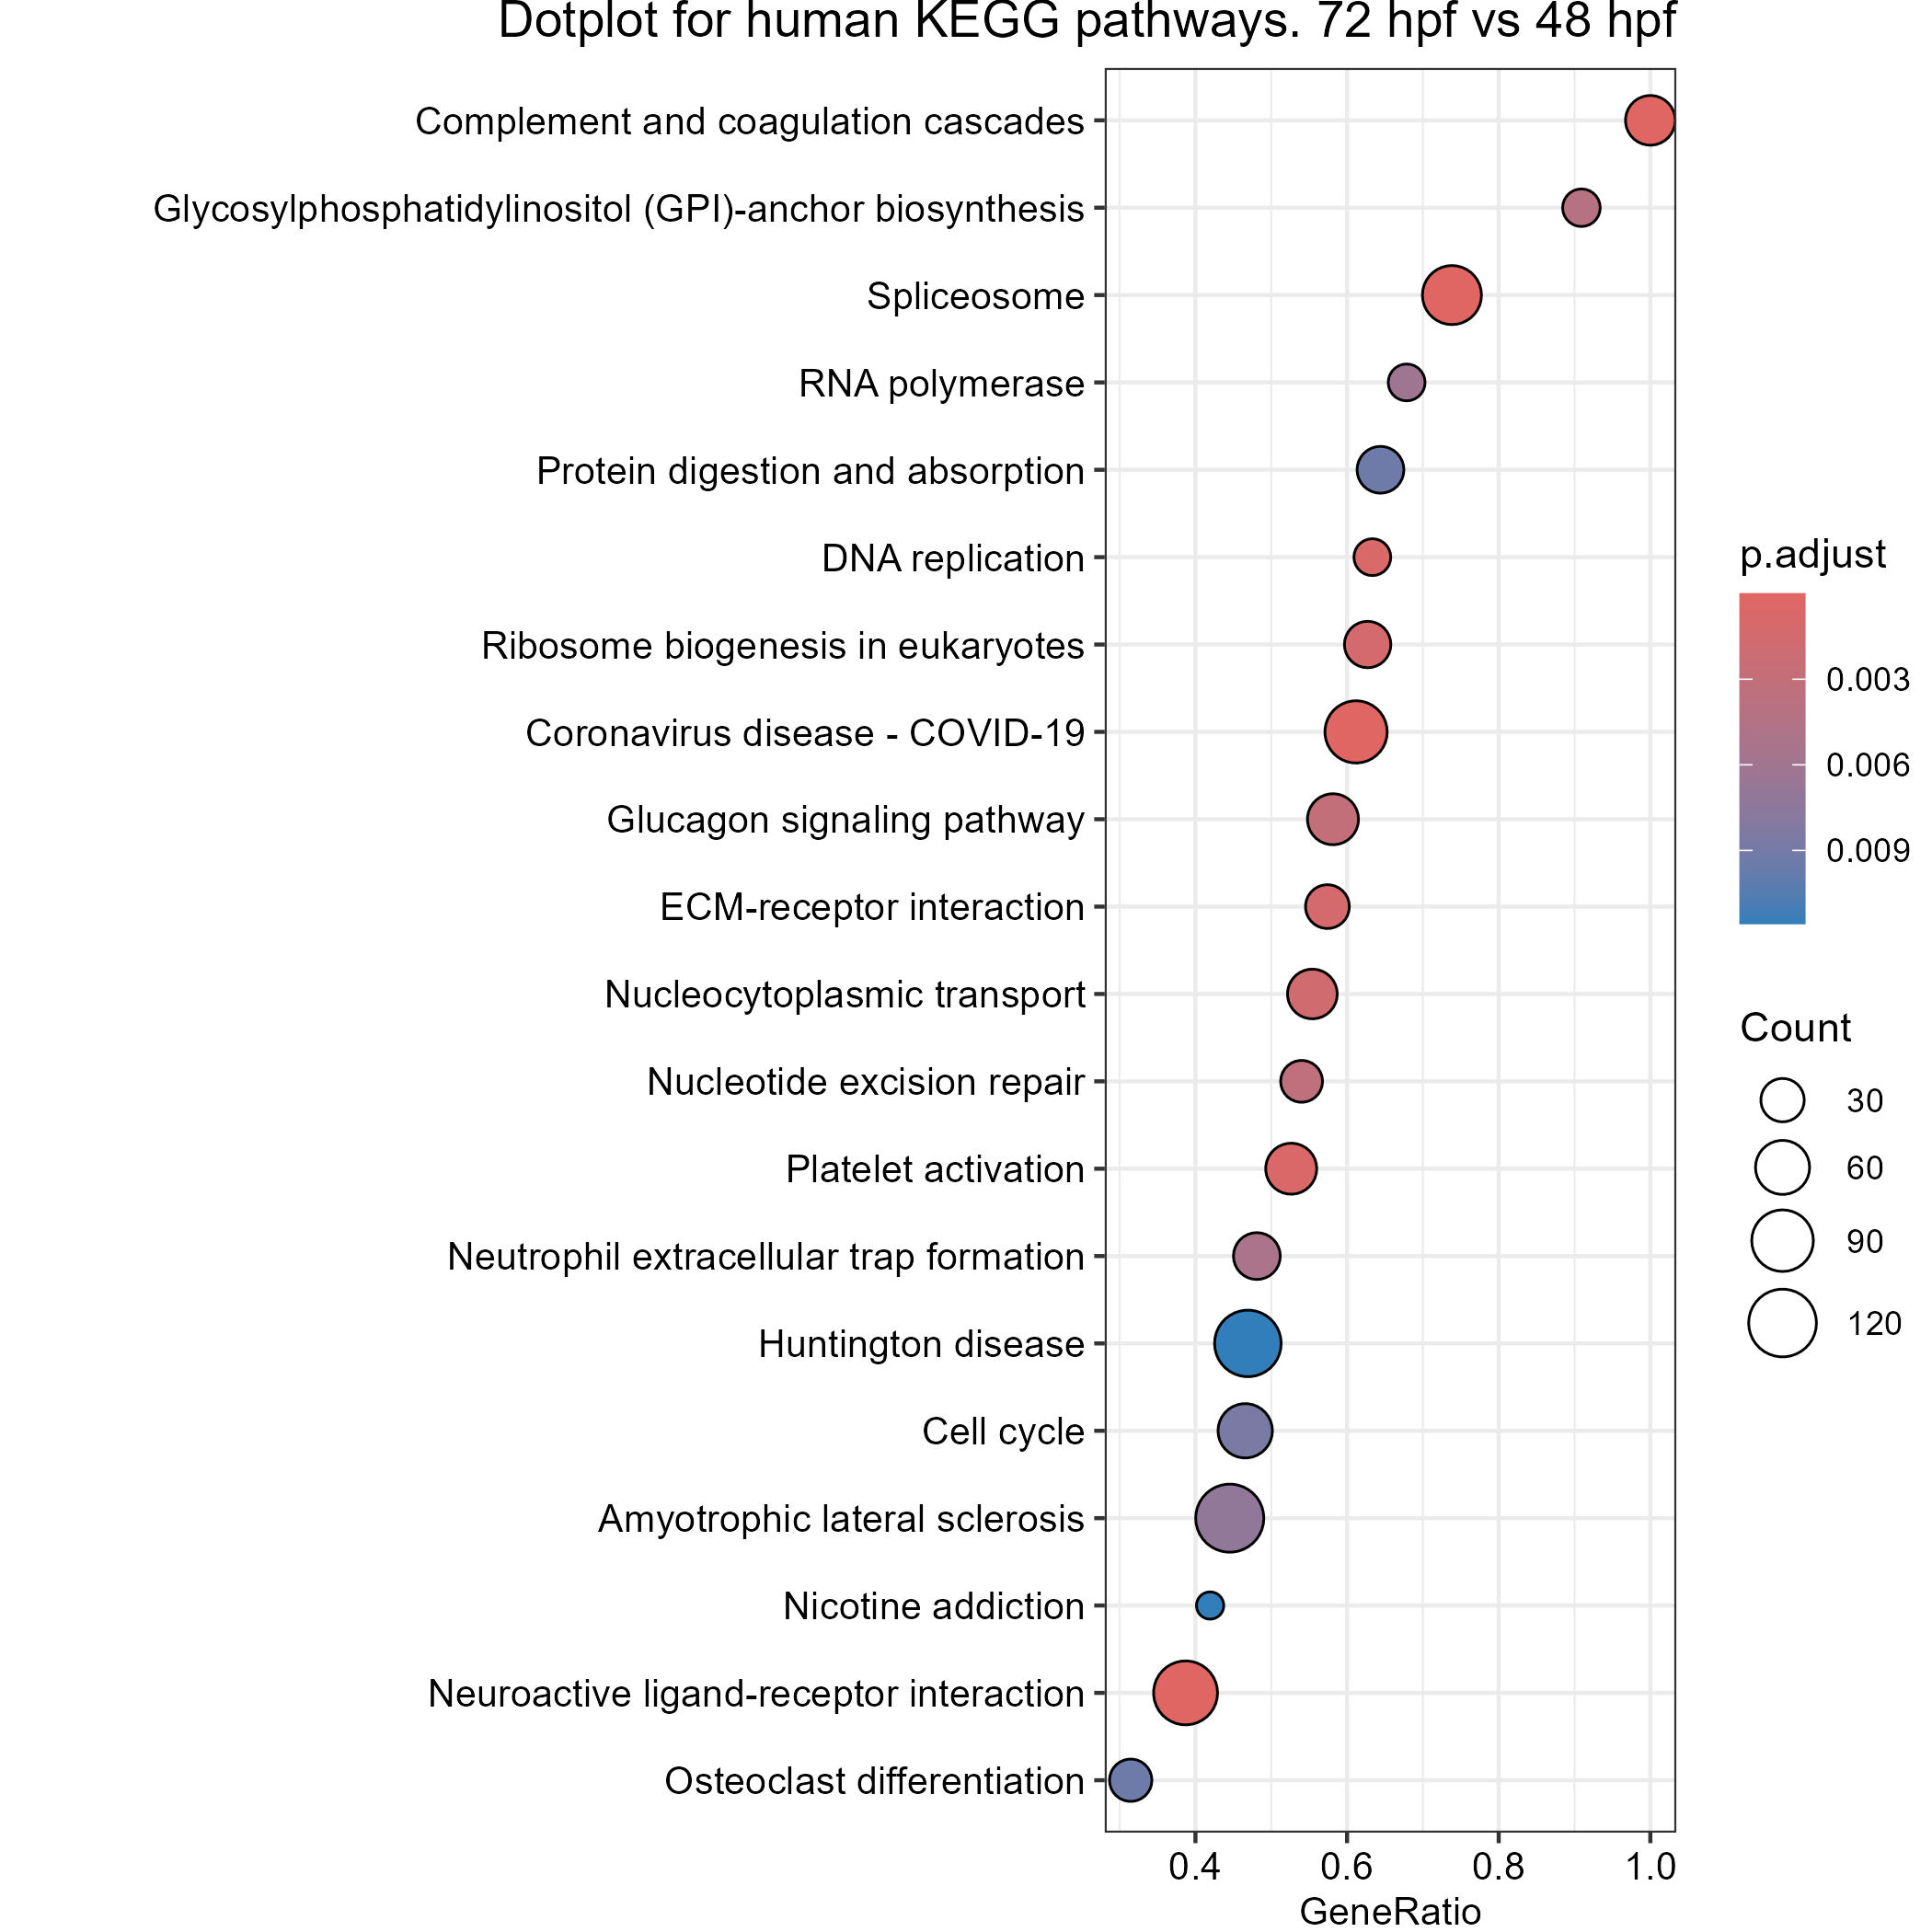 Dotplot for human KEGG pathways. 72 hpf vs 48 hpf
Complement and coagulation cascades
Glycosylphosphatidylinositol (GPI)-anchor biosynthesis
Spliceosome
RNA polymerase
Protein digestion and absorption
DNA replication
Ribosome biogenesis in eukaryotes
Coronavirus disease - COVID-19
Glucagon signaling pathway
ECM-receptor interaction
Nucleocytoplasmic transport
Nucleotide excision repair
Platelet activation
Neutrophil extracellular trap formation
Huntington disease
Cell cycle
Amyotrophic lateral sclerosis
Nicotine addiction
Neuroactive ligand-receptor interaction
Osteoclast differentiation
0.4 0.6 0.8 1.0
GeneRatio
p.adjust
0.003
0.006
0.009
Count
30
60
90
120